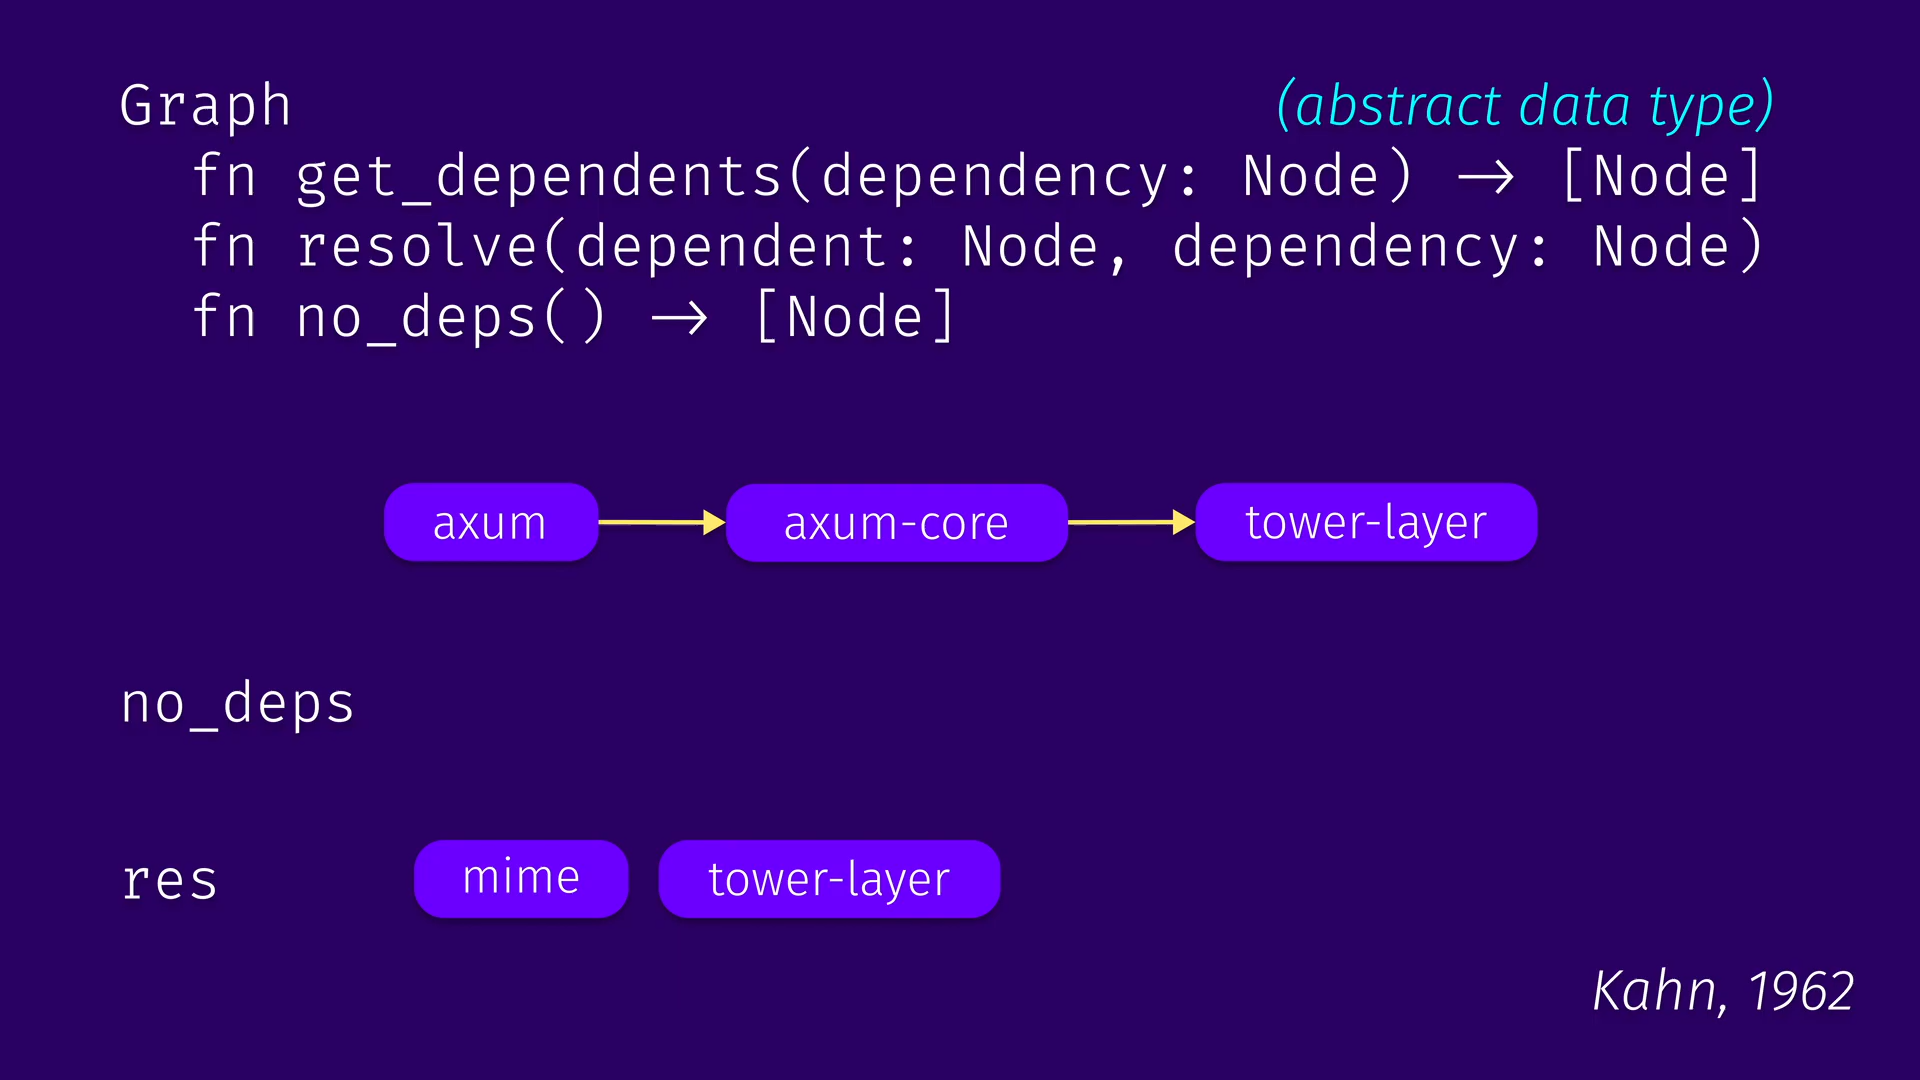 Graph (abstract data type)
fn get_dependents(dependency: Node) -> [Node]
fn resolve(dependent: Node, dependency: Node)
fn no_deps() -> [Node]
axum axum-core tower-layer
no_deps
res mime tower-layer
Kahn, 1962